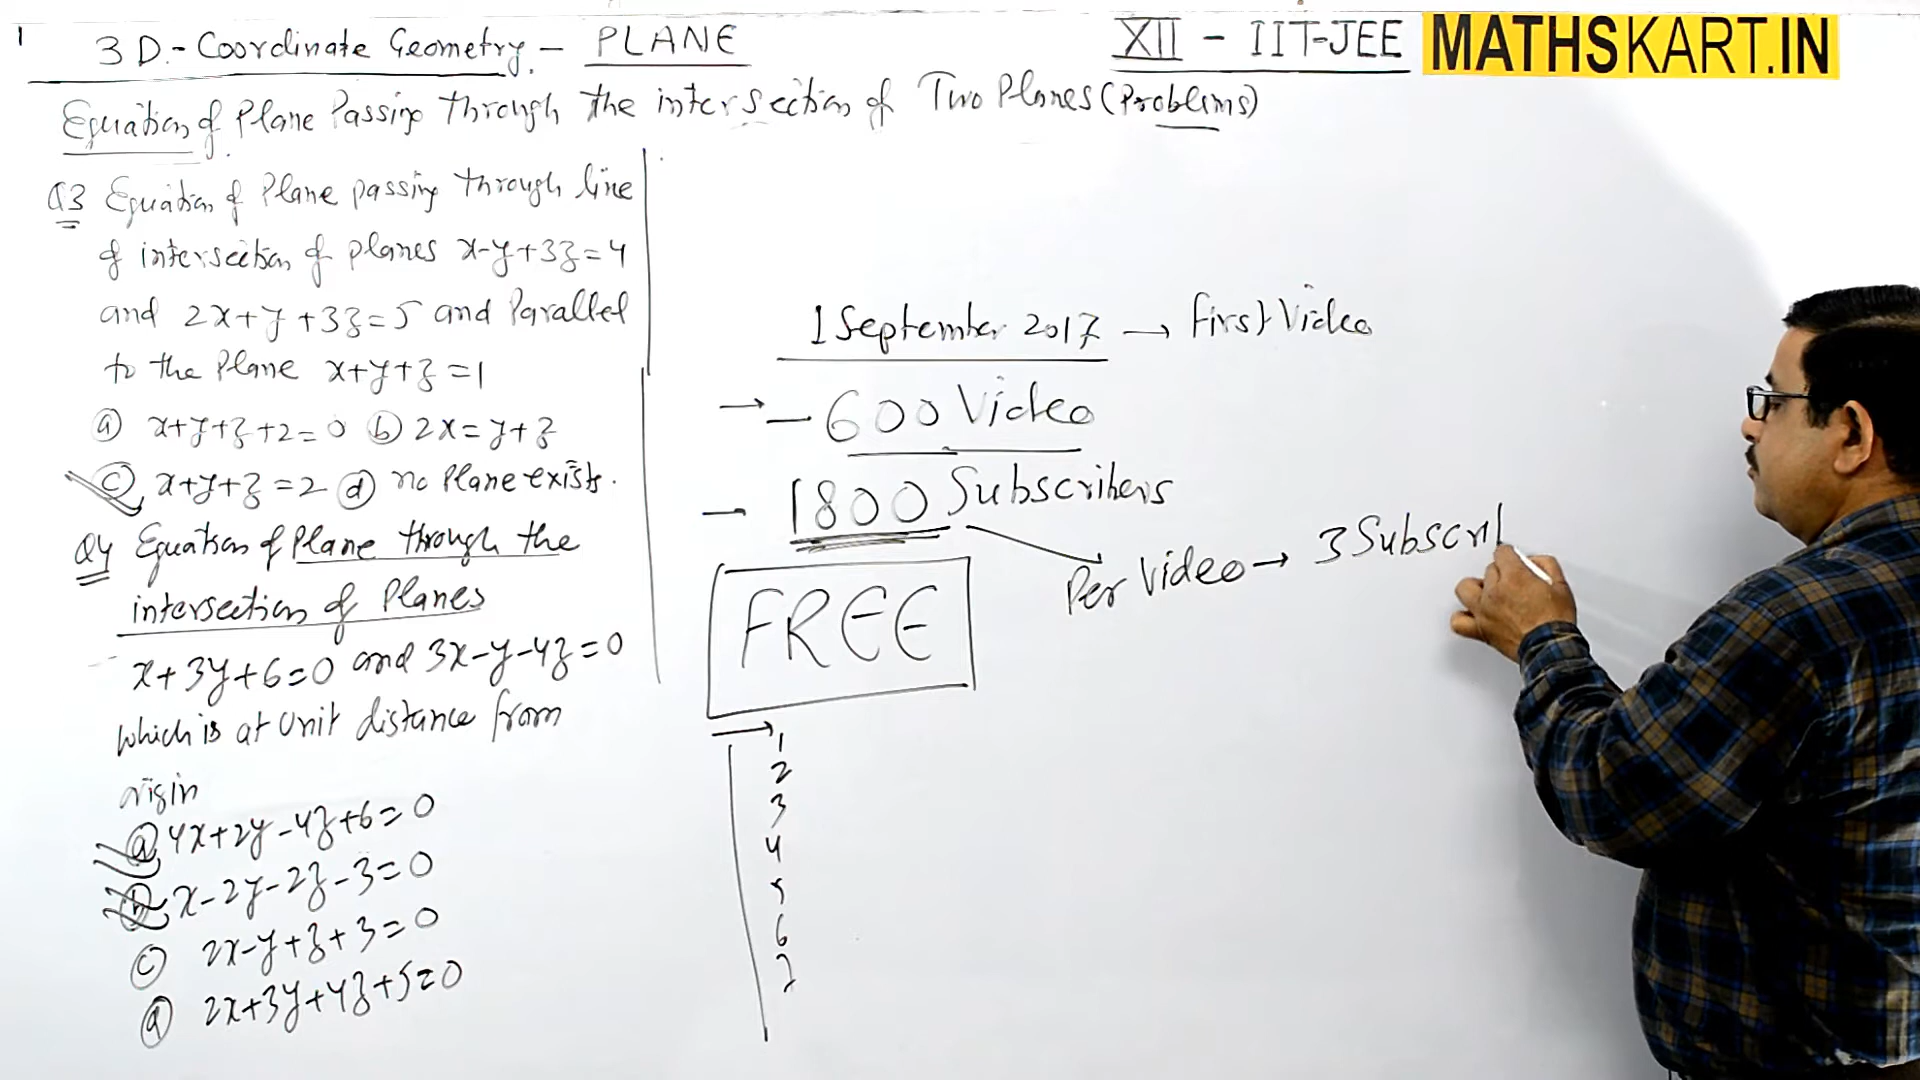 1
3D.-Coordinate Geometry - PLANE
XII - IIT-JEE
MATHSKART.IN
Equation of Plane Passing Through the intersection of Two Planes (Problems)
Q3 Equation of Plane passing through line
of intersection of planes x-y+3z=4
and 2x+y+3z=5 and Parallel
to the Plane x+y+z=1
(a) x+y+z+2=0 (b) 2x=y+z
(c) x+y+z=2 (d) no Plane exists.
Q4 Equation of Plane through the
intersection of Planes
x+3y+6=0 and 3x-y-4z=0
which is at unit distance from
origin
(a) 4x+2y-4z+6=0
(b) x-2y-2z-3=0
(c) 2x-y+z+3=0
(d) 2x+3y+4z+5=0
1 September 2017 → First Video
→ - 600 Video
- 1800 Subscribers
Per Video → 3 Subscri
FREE
→
1
2
3
4
5
6
7